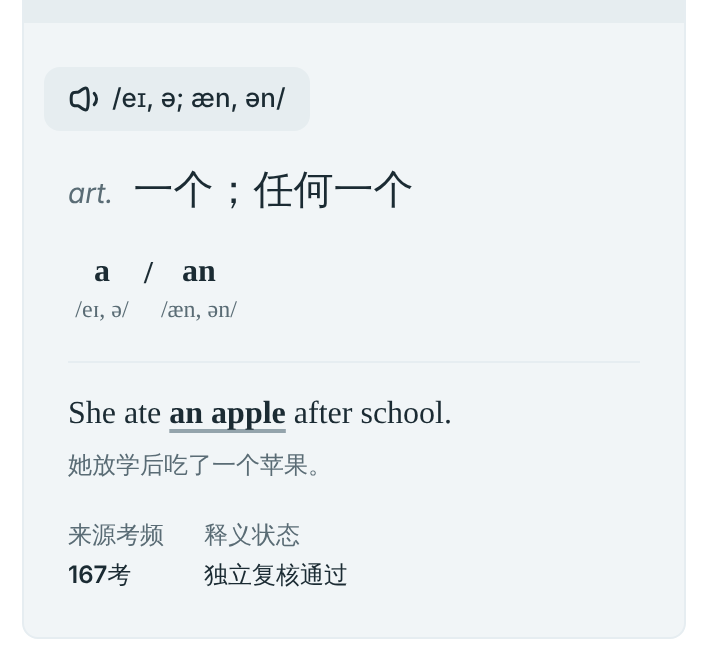 /eɪ, ə; æn, ən/
art. 一个；任何一个
a / an
/eɪ, ə/ /æn, ən/
She ate an apple after school.
她放学后吃了一个苹果。
来源考频 释义状态
167考 独立复核通过